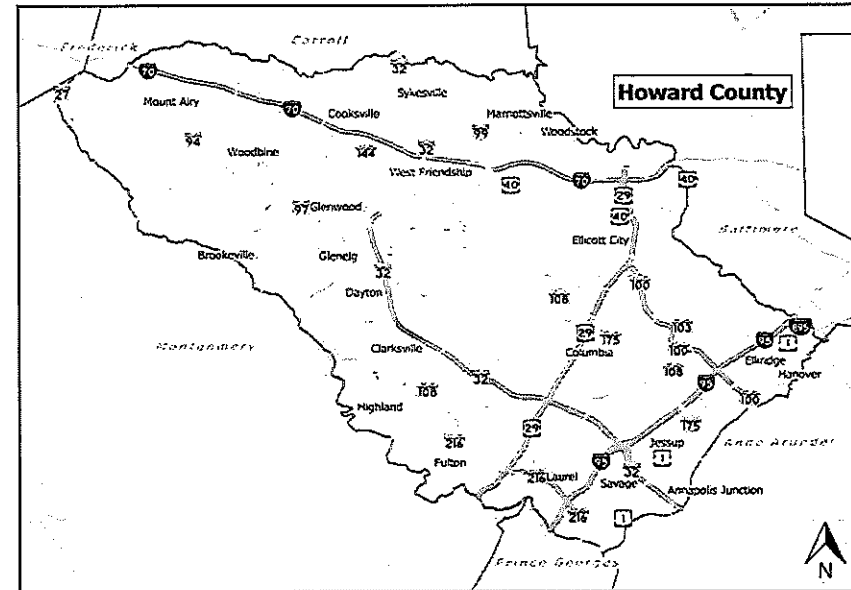 Carroll
Frederick
32
70
Sykesville
27
Howard County
Mount Airy
70
Cooksville
Marriottsville
99
Woodstock
94
Woodbine
144
32
West Friendship
70
40
29
40
40
97
Glenwood
Ellicott City
Baltimore
Brookeville
Glenelg
32
100
Dayton
108
103
895
29
175
95
1
Montgomery
Clarksville
Columbia
100
Elkridge
108
Hanover
32
95
108
100
Highland
175
29
216
Jessup
Anne Arundel
Fulton
95
1
32
216
Laurel
Savage
Annapolis Junction
216
1
Prince Georges
N